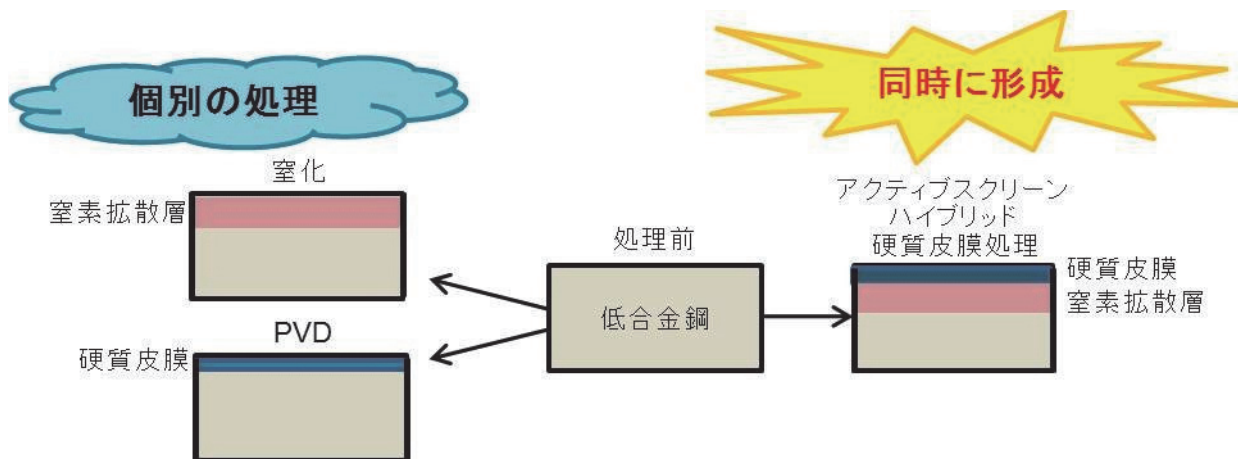 個別の処理
同時に形成
窒化
窒素拡散層
PVD
硬質皮膜
処理前
低合金鋼
アクティブスクリーン
ハイブリッド
硬質皮膜処理
硬質皮膜
窒素拡散層